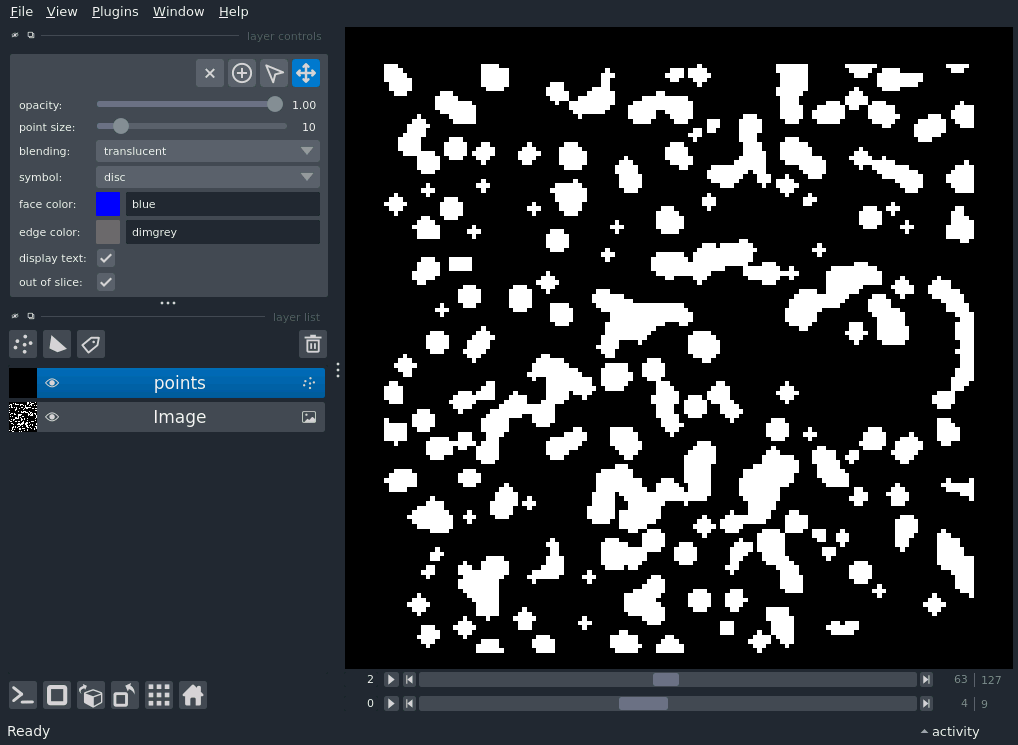 File View Plugins Window Help
layer controls
opacity: 1.00
point size: 10
blending: translucent
symbol: disc
face color: blue
edge color: dimgrey
display text:
out of slice:
layer list
points
Image
2 63 127
0 4 9
Ready activity